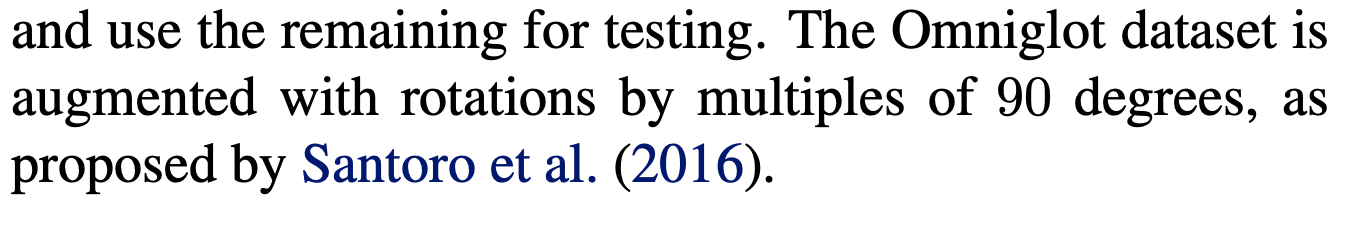 and use the remaining for testing. The Omniglot dataset is
augmented with rotations by multiples of 90 degrees, as
proposed by Santoro et al. (2016).